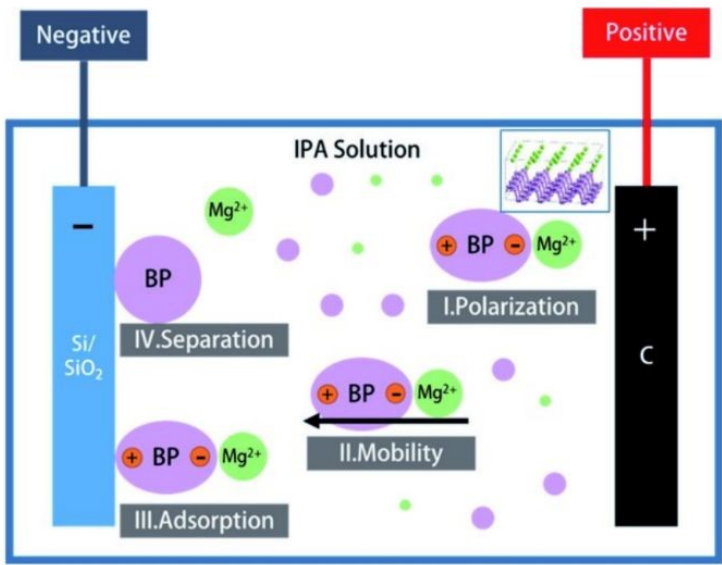 Negative
Positive
IPA Solution
Mg²⁺
−
+
+ BP − Mg²⁺
BP
I.Polarization
IV.Separation
Si/
SiO₂
C
+ BP − Mg²⁺
II.Mobility
+ BP − Mg²⁺
III.Adsorption